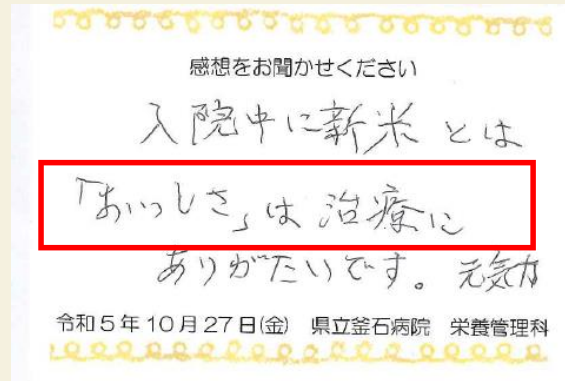 感想をお聞かせください
入院中に新米とは
「おいっしさ」は治療に
ありがたいです。元気力
令和5年10月27日(金) 県立釜石病院 栄養管理科